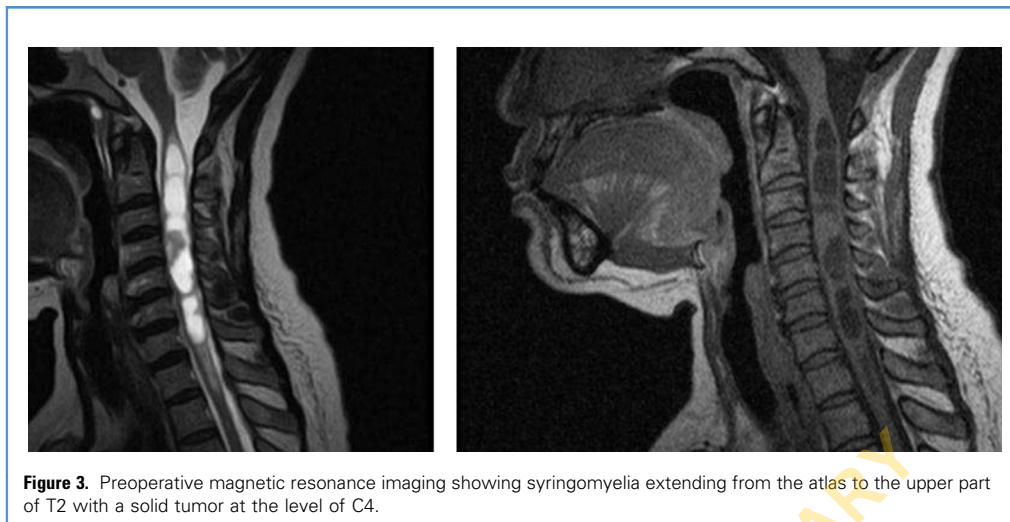 Figure 3. Preoperative magnetic resonance imaging showing syringomyelia extending from the atlas to the upper part
of T2 with a solid tumor at the level of C4.
ARY